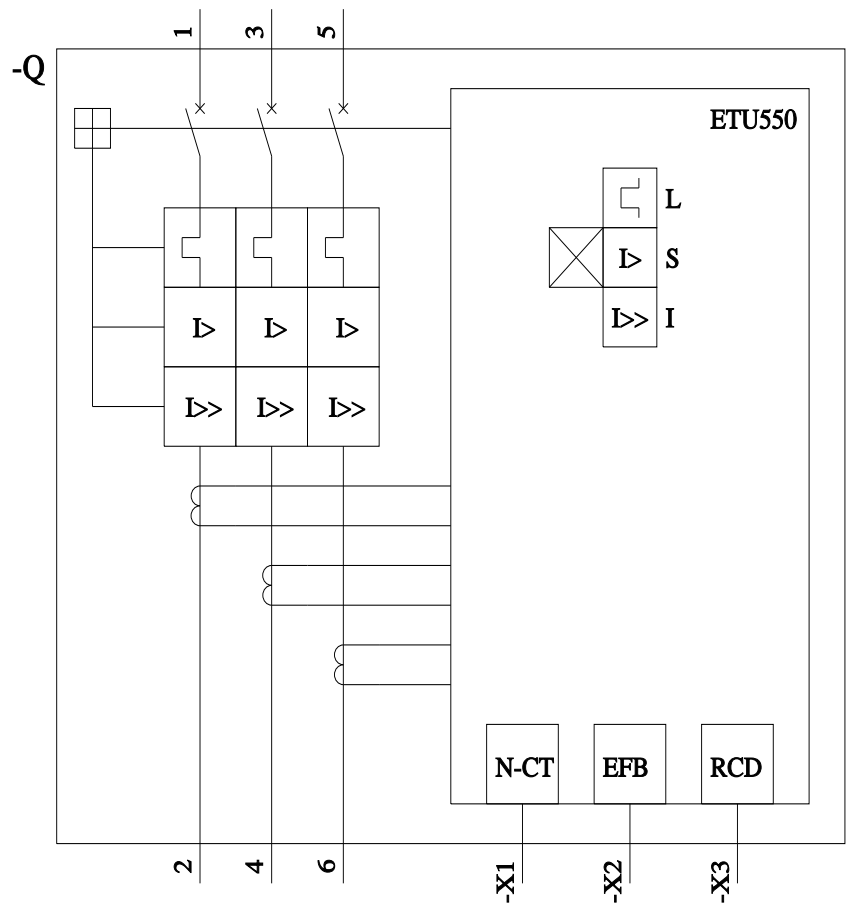 1 3 5
-Q
ETU550
L
I> S
I>> I
I> I> I>
I>> I>> I>>
N-CT EFB RCD
2 4 6 -X1 -X2 -X3